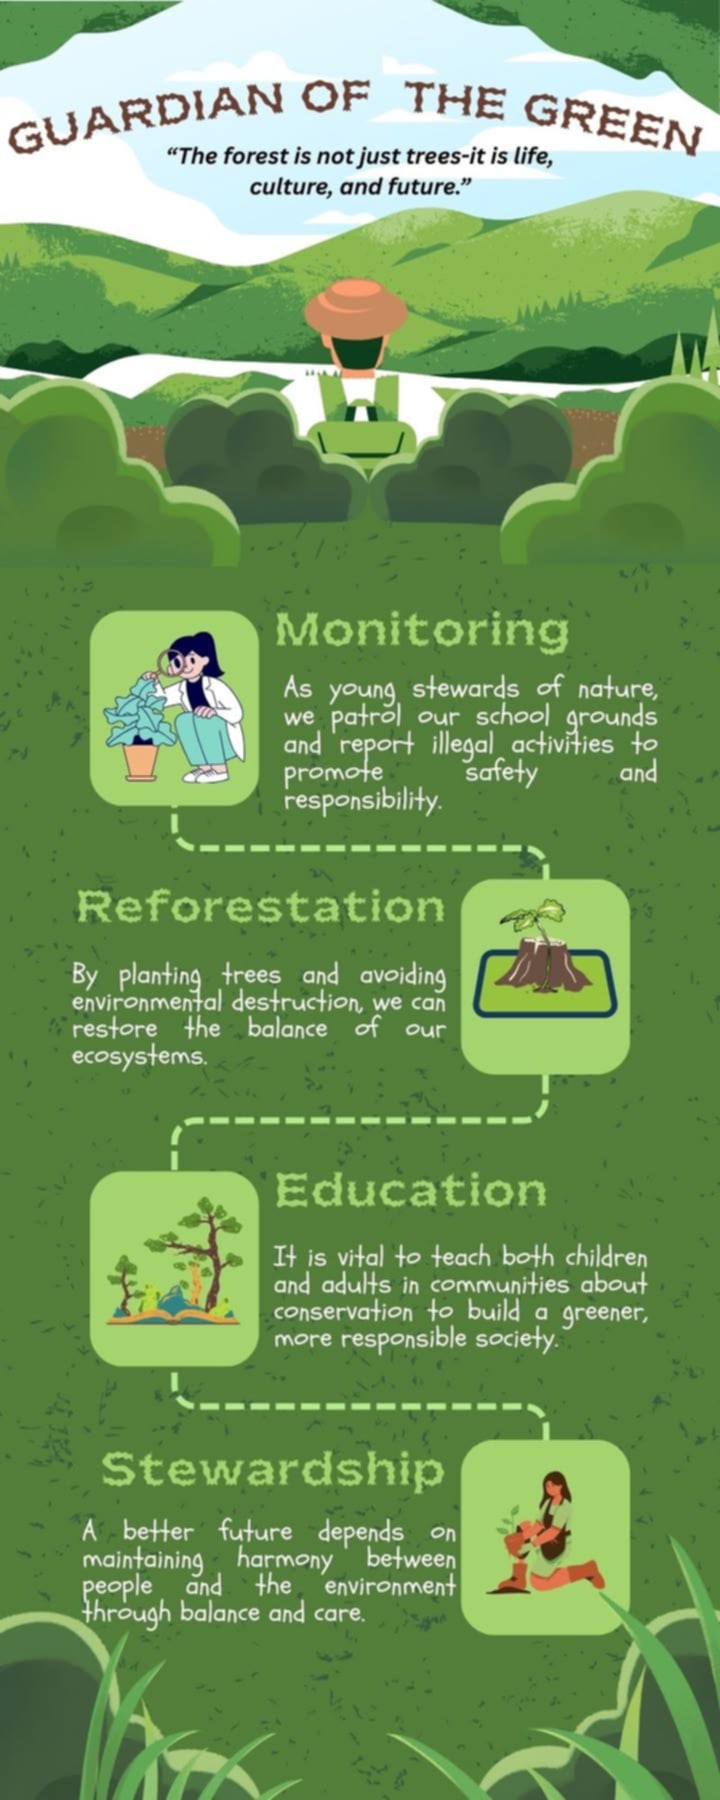 GUARDIAN OF THE GREEN
“The forest is not just trees-it is life,
culture, and future.”
Monitoring
As young stewards of nature,
we patrol our school grounds
and report illegal activities to
promote safety and
responsibility.
Reforestation
By planting trees and avoiding
environmental destruction, we can
restore the balance of our
ecosystems.
Education
It is vital to teach both children
and adults in communities about
conservation to build a greener,
more responsible society.
Stewardship
A better future depends on
maintaining harmony between
people and the environment
through balance and care.